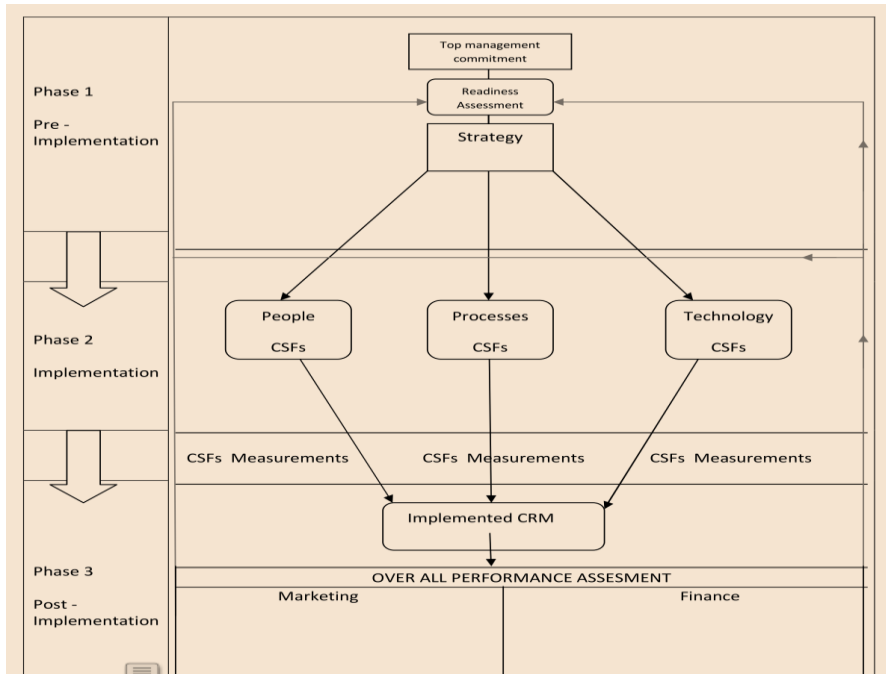 Top management
commitment
Phase 1
Readiness
Assessment
Pre -
Implementation
Strategy
People
CSFs
Processes
CSFs
Technology
CSFs
Phase 2
Implementation
CSFs Measurements
CSFs Measurements
CSFs Measurements
Implemented CRM
Phase 3
Post -
Implementation
OVER ALL PERFORMANCE ASSESMENT
Marketing
Finance